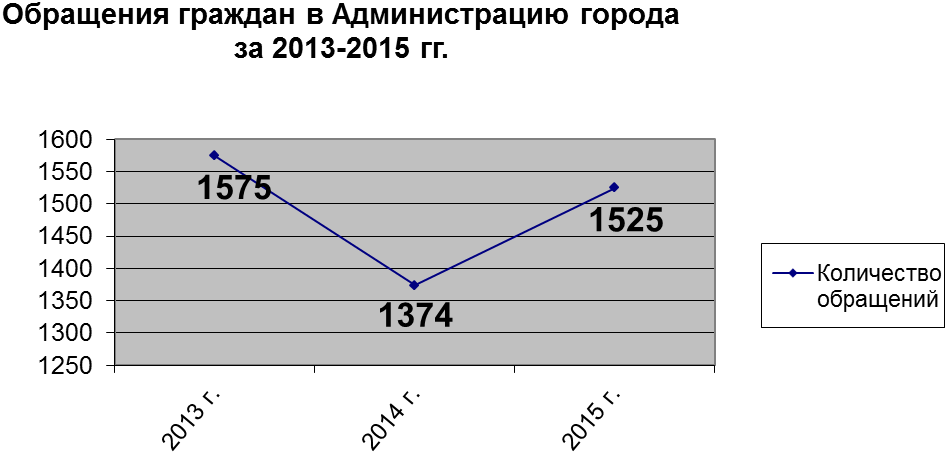 Обращения граждан в Администрацию города
за 2013-2015 гг.
1600
1550
1500
1450
1400
1350
1300
1250
1575
1374
1525
2013 г.
2014 г.
2015 г.
Количество
обращений